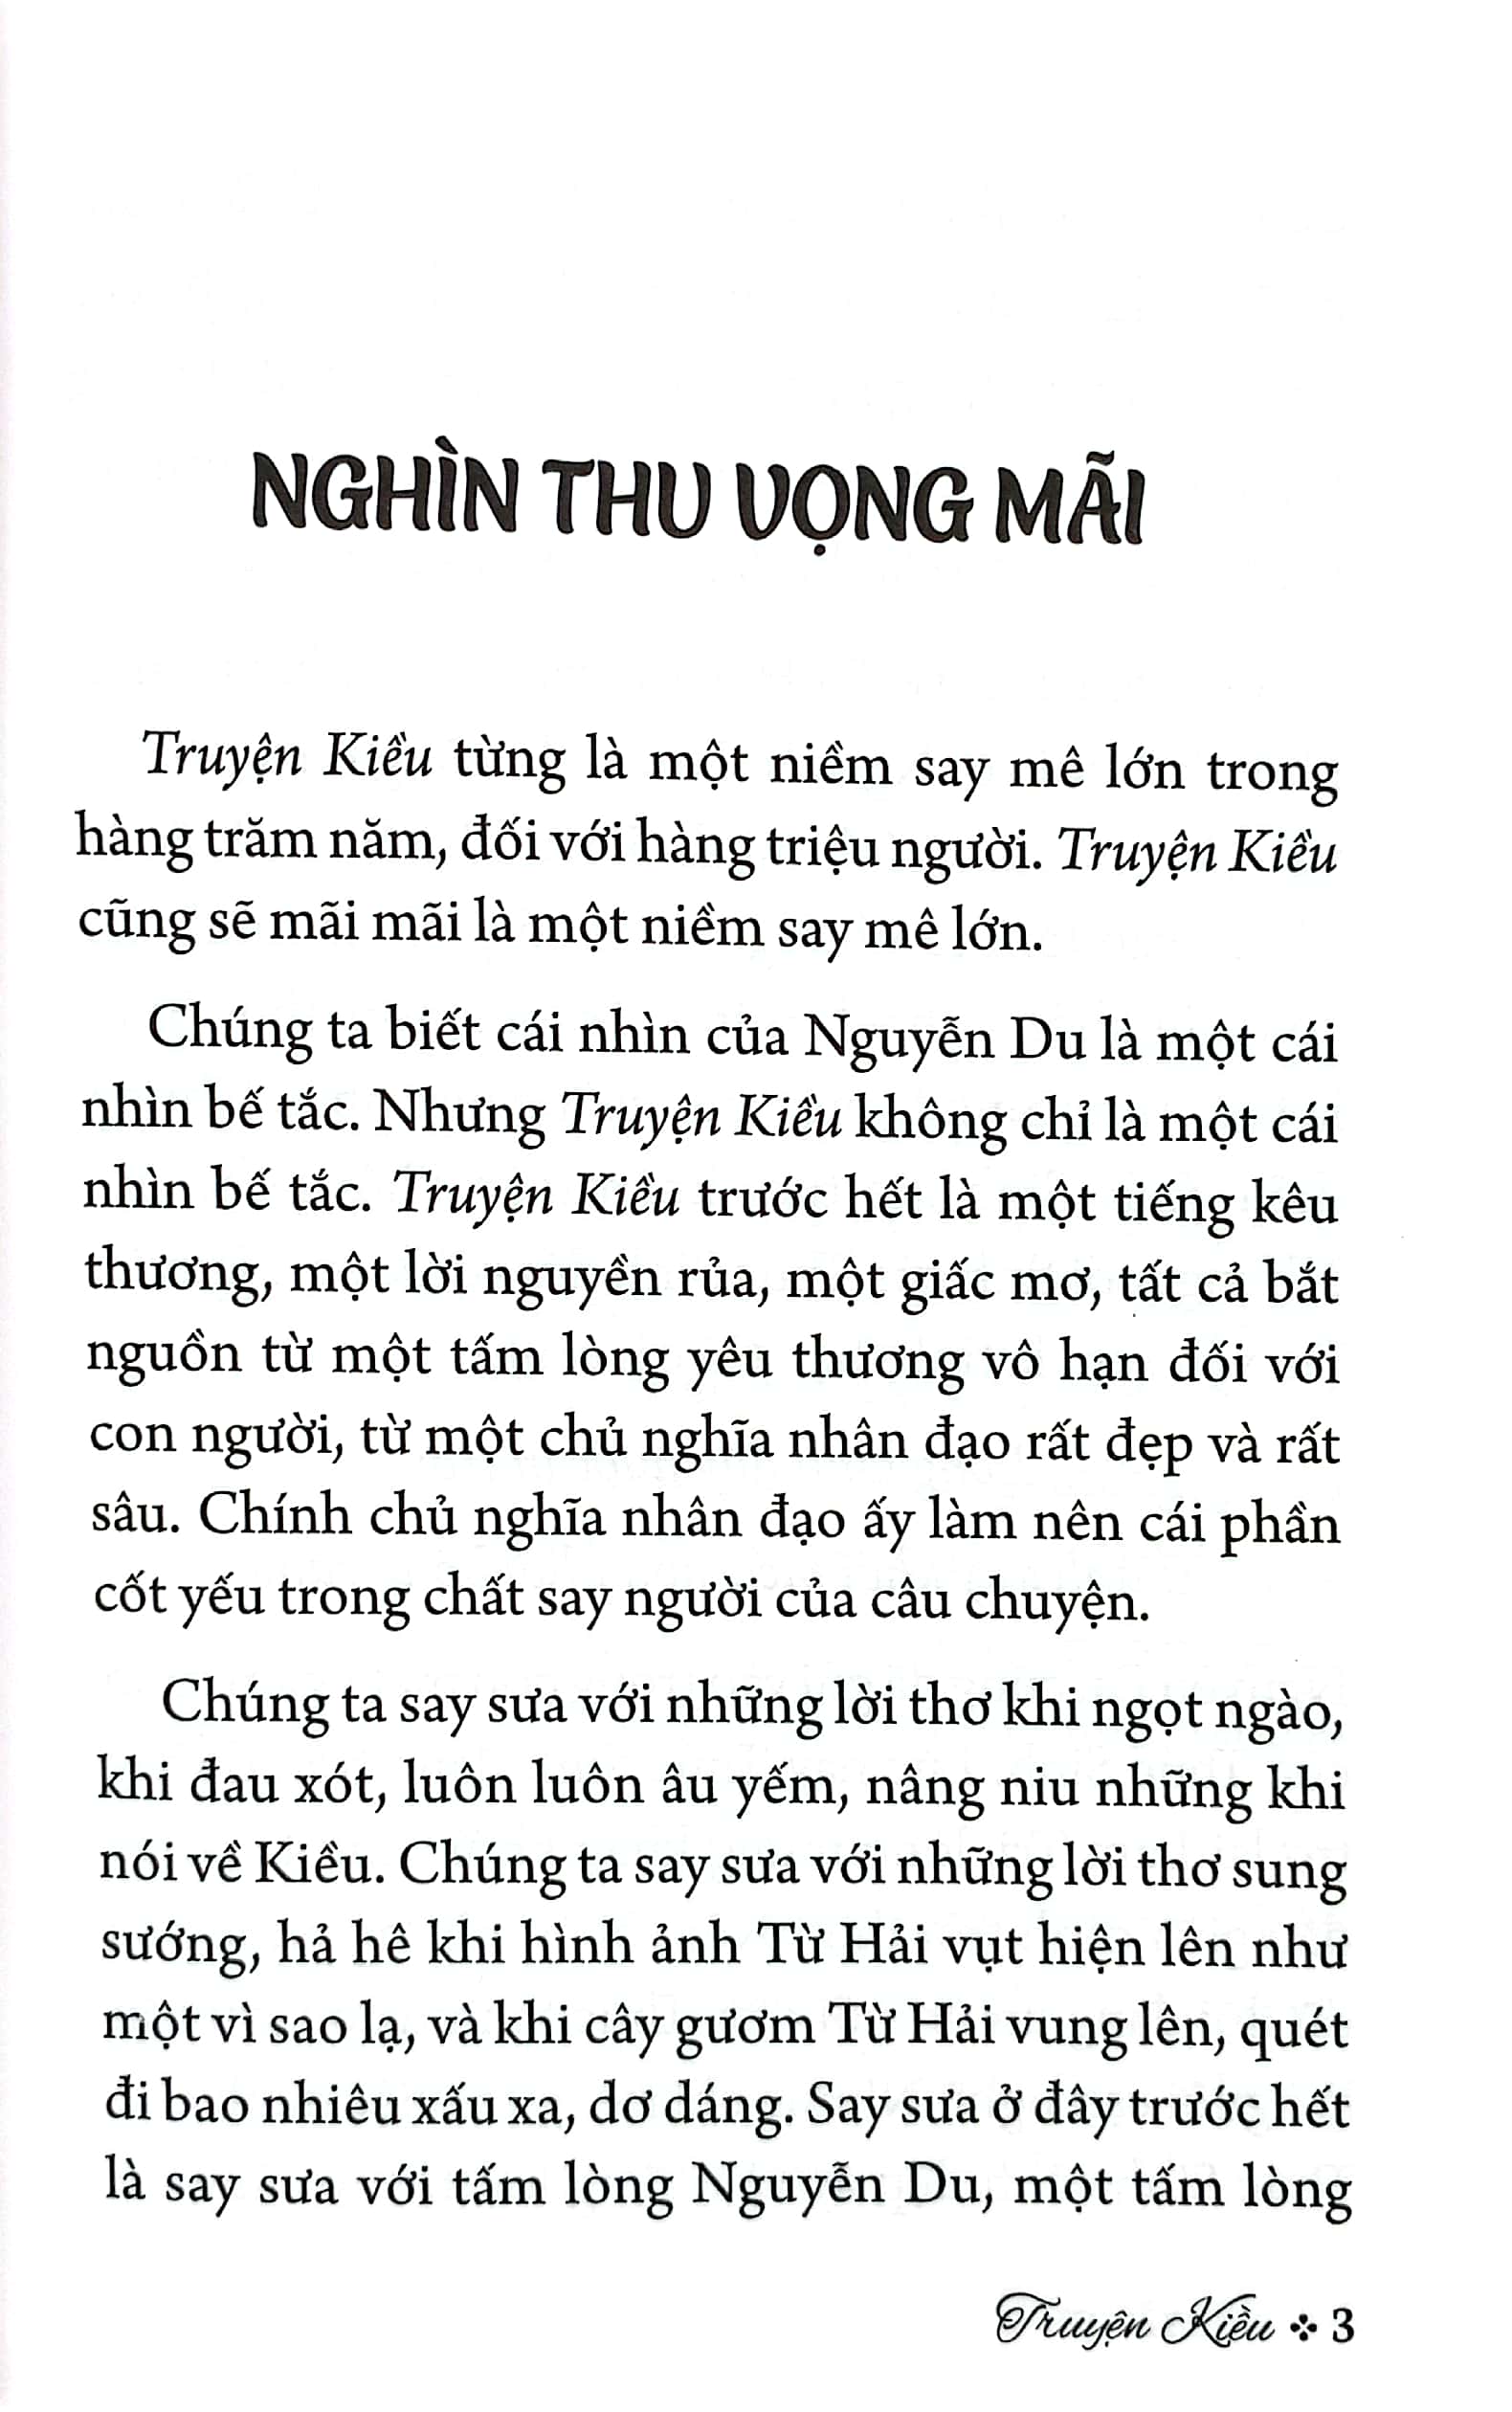 NGHÌN THU VỌNG MÃI
Truyện Kiều từng là một niềm say mê lớn trong
hàng trăm năm, đối với hàng triệu người. Truyện Kiều
cũng sẽ mãi mãi là một niềm say mê lớn.
Chúng ta biết cái nhìn của Nguyễn Du là một cái
nhìn bế tắc. Nhưng Truyện Kiều không chỉ là một cái
nhìn bế tắc. Truyện Kiều trước hết là một tiếng kêu
thương, một lời nguyền rủa, một giấc mơ, tất cả bắt
nguồn từ một tấm lòng yêu thương vô hạn đối với
con người, từ một chủ nghĩa nhân đạo rất đẹp và rất
sâu. Chính chủ nghĩa nhân đạo ấy làm nên cái phần
cốt yếu trong chất say người của câu chuyện.
Chúng ta say sưa với những lời thơ khi ngọt ngào,
khi đau xót, luôn luôn âu yếm, nâng niu những khi
nói về Kiều. Chúng ta say sưa với những lời thơ sung
sướng, hả hê khi hình ảnh Từ Hải vụt hiện lên như
một vì sao lạ, và khi cây gươm Từ Hải vung lên, quét
đi bao nhiêu xấu xa, dơ dáng. Say sưa ở đây trước hết
là say sưa với tấm lòng Nguyễn Du, một tấm lòng
Truyện Kiều ❖ 3